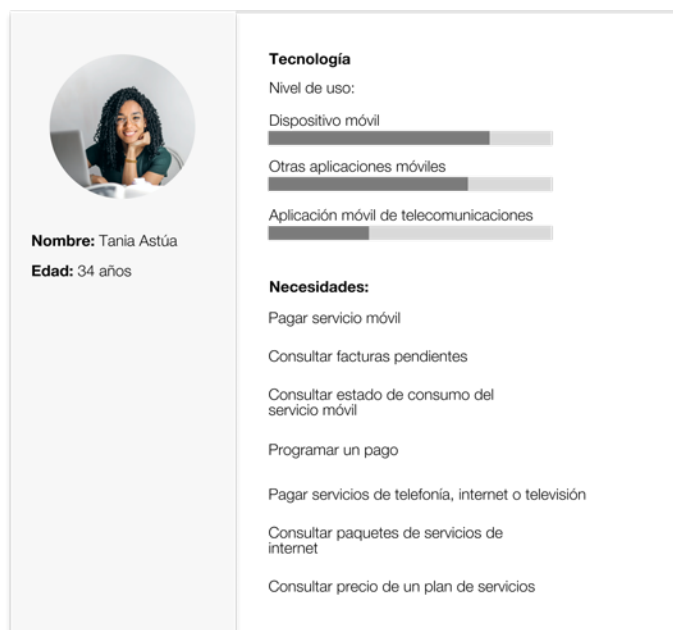 Nombre: Tania Astúa
Edad: 34 años
Tecnología
Nivel de uso:
Dispositivo móvil
Otras aplicaciones móviles
Aplicación móvil de telecomunicaciones
Necesidades:
Pagar servicio móvil
Consultar facturas pendientes
Consultar estado de consumo del
servicio móvil
Programar un pago
Pagar servicios de telefonía, internet o televisión
Consultar paquetes de servicios de
internet
Consultar precio de un plan de servicios